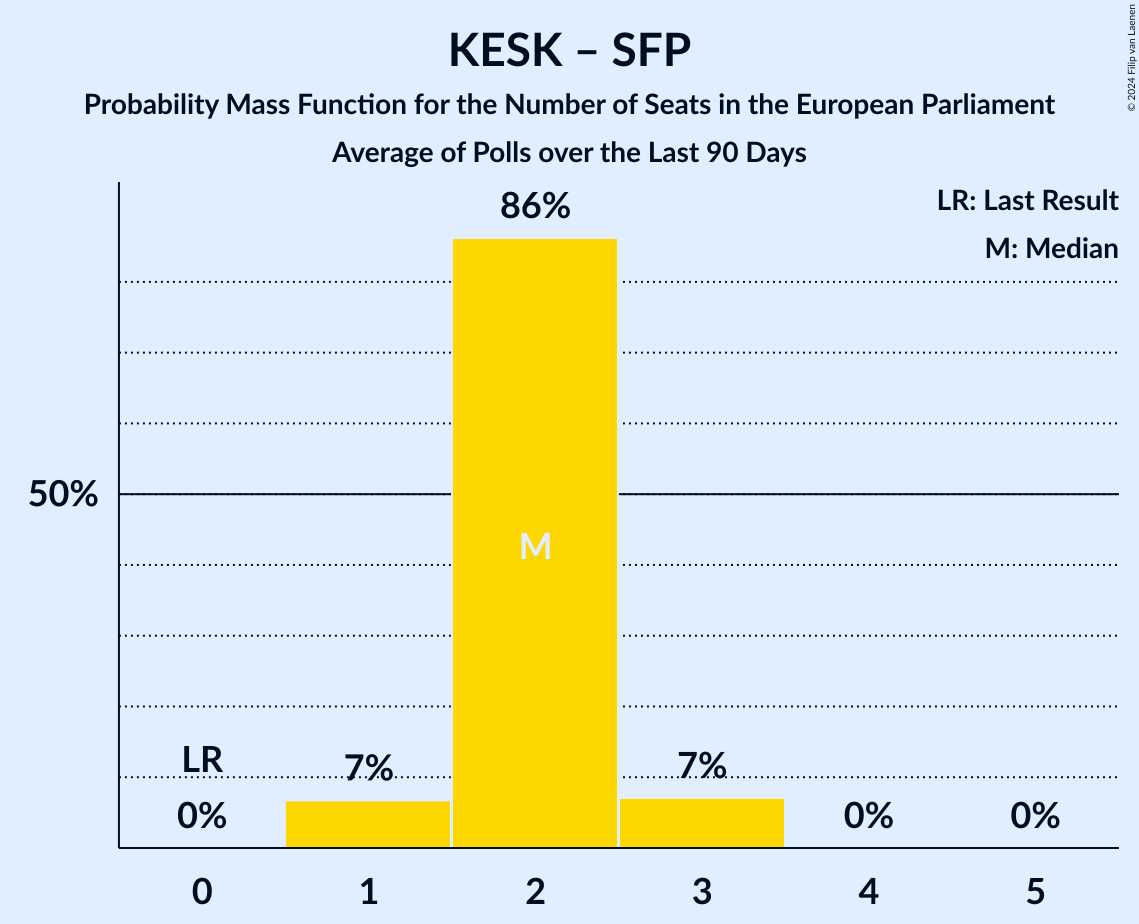 KESK – SFP
Probability Mass Function for the Number of Seats in the European Parliament
Average of Polls over the Last 90 Days
© 2024 Filip van Laenen
LR: Last Result
M: Median
86%
50%
M
LR
0%
7%
7%
0%
0%
0
1
2
3
4
5